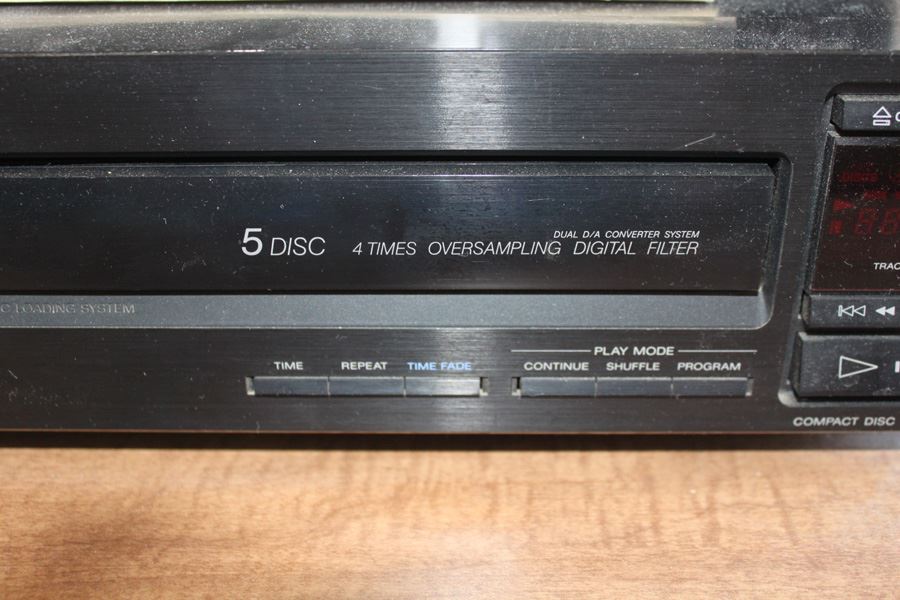 DUAL D/A CONVERTER SYSTEM
5 DISC 4 TIMES OVERSAMPLING DIGITAL FILTER
C LOADING SYSTEM
PLAY MODE
TIME REPEAT TIME FADE CONTINUE SHUFFLE PROGRAM
TRAC
COMPACT DISC